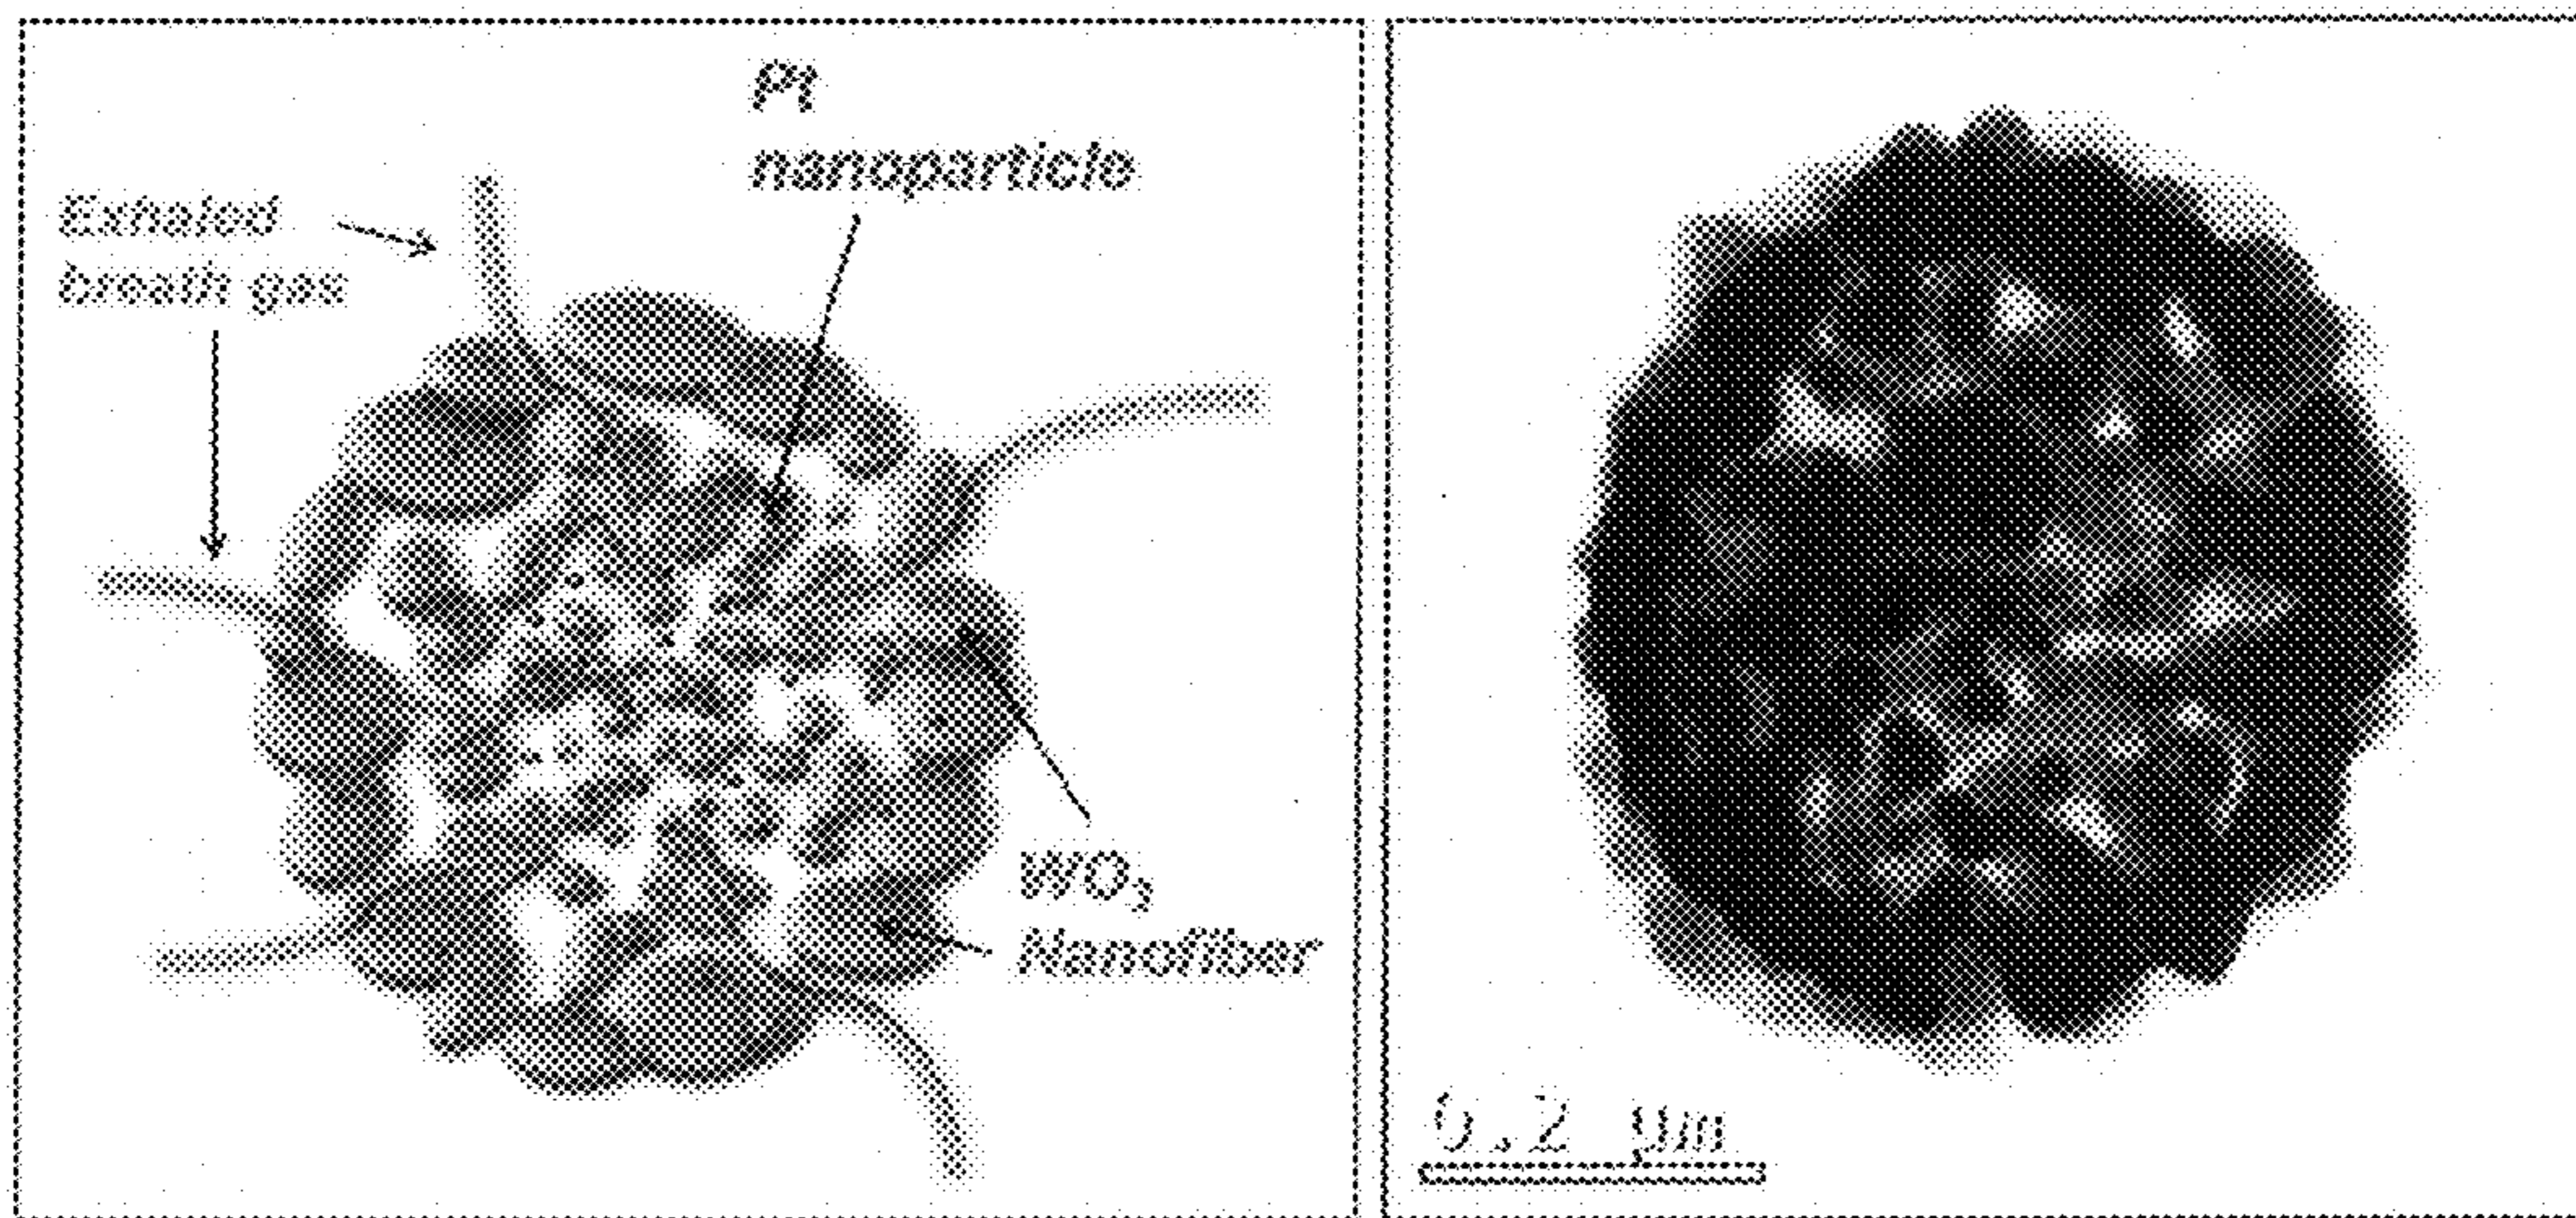 Pt
nanoparticle
Exhaled
breath gas
WO₃
Nanofiber
0.2 μm